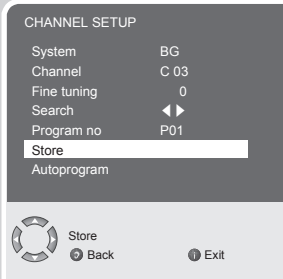 CHANNEL SETUP
System BG
Channel C 03
Fine tuning 0
Search
Program no P01
Store
Autoprogram
Store
Back Exit